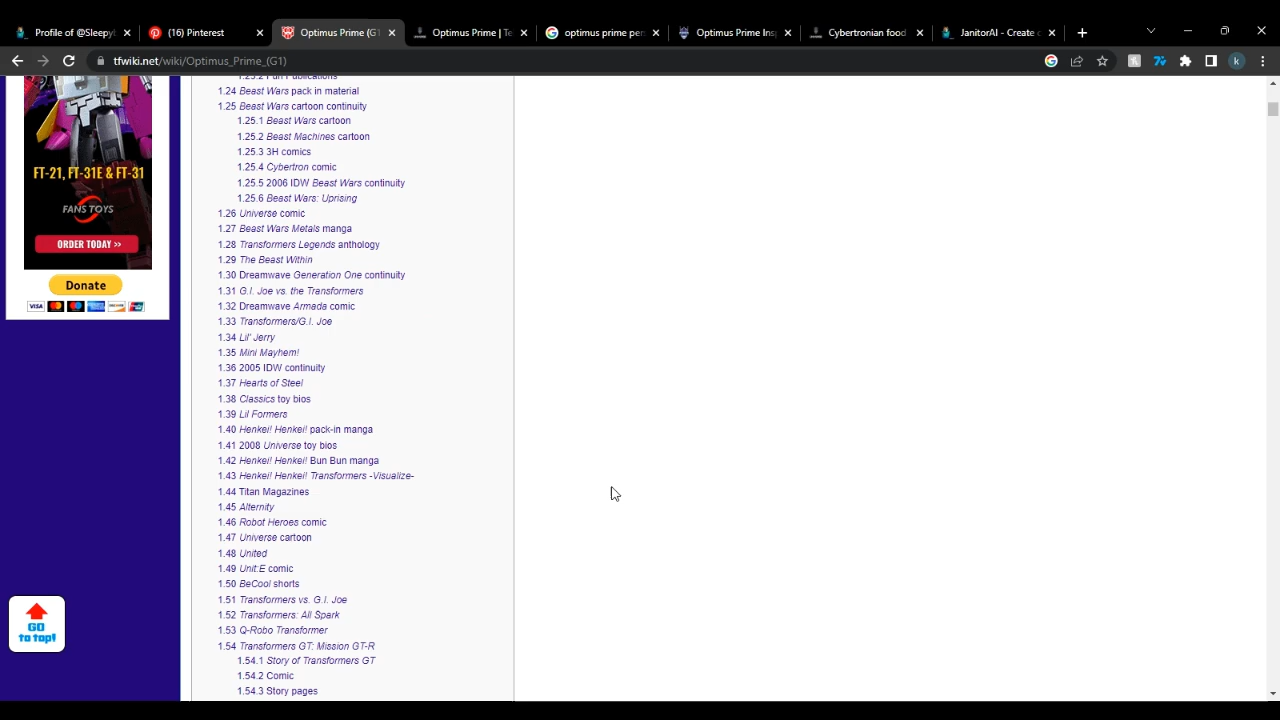 Profile of @Sleepy
(16) Pinterest
Optimus Prime (G1
Optimus Prime | Te
optimus prime per
Optimus Prime Insp
Cybertronian food
JanitorAI - Create c
tfwiki.net/wiki/Optimus_Prime_(G1)
k
1.23.2 Fun Publications
1.24 Beast Wars pack in material
1.25 Beast Wars cartoon continuity
1.25.1 Beast Wars cartoon
1.25.2 Beast Machines cartoon
1.25.3 3H comics
1.25.4 Cybertron comic
1.25.5 2006 IDW Beast Wars continuity
1.25.6 Beast Wars: Uprising
1.26 Universe comic
1.27 Beast Wars Metals manga
1.28 Transformers Legends anthology
1.29 The Beast Within
1.30 Dreamwave Generation One continuity
1.31 G.I. Joe vs. the Transformers
1.32 Dreamwave Armada comic
1.33 Transformers/G.I. Joe
1.34 Lil' Jerry
1.35 Mini Mayhem!
1.36 2005 IDW continuity
1.37 Hearts of Steel
1.38 Classics toy bios
1.39 Lil Formers
1.40 Henkei! Henkei! pack-in manga
1.41 2008 Universe toy bios
1.42 Henkei! Henkei! Bun Bun manga
1.43 Henkei! Henkei! Transformers -Visualize-
1.44 Titan Magazines
1.45 Alternity
1.46 Robot Heroes comic
1.47 Universe cartoon
1.48 United
1.49 Unit:E comic
1.50 BeCool shorts
1.51 Transformers vs. G.I. Joe
1.52 Transformers: All Spark
1.53 Q-Robo Transformer
1.54 Transformers GT: Mission GT-R
1.54.1 Story of Transformers GT
1.54.2 Comic
1.54.3 Story pages
FT-21, FT-31E & FT-31
FANS TOYS
ORDER TODAY >>
Donate
VISA
GO
to top!